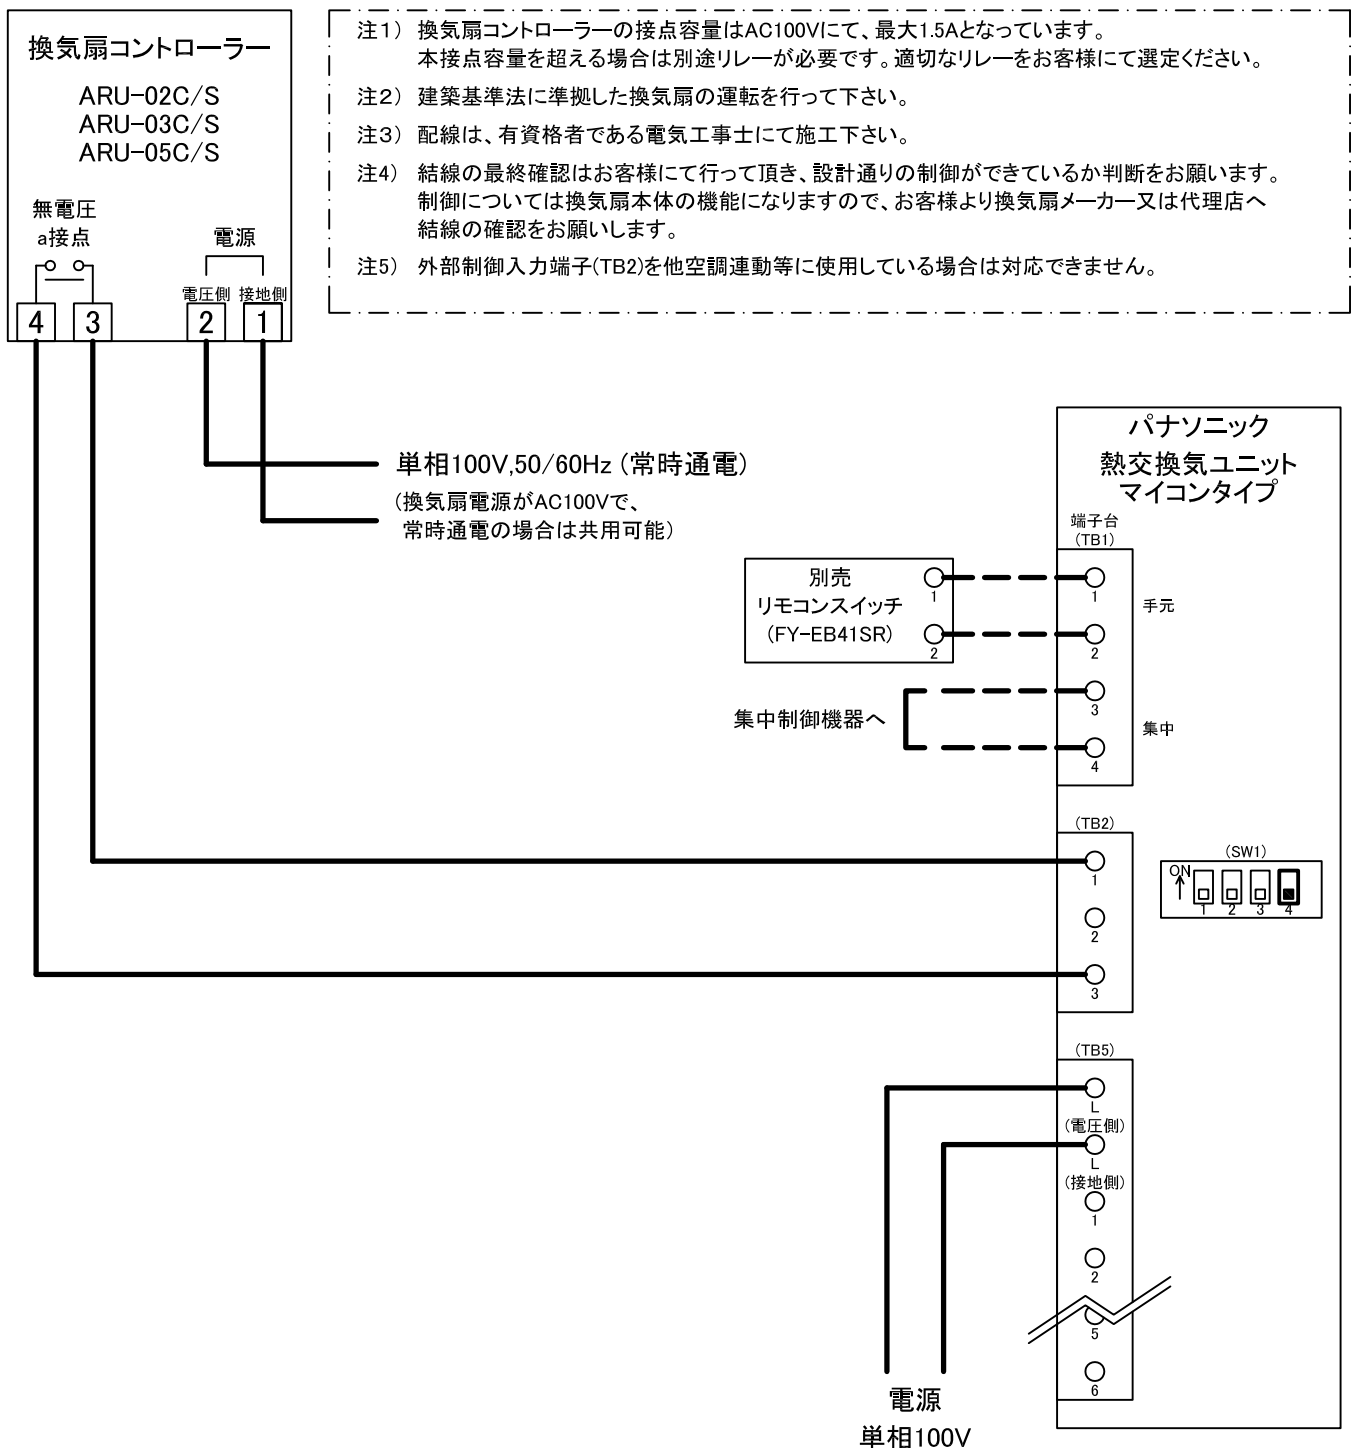 換気扇コントローラー
ARU-02C/S
ARU-03C/S
ARU-05C/S
無電圧
a接点
電源
電圧側 接地側
4 3 2 1
注1) 換気扇コントローラーの接点容量はAC100Vにて、最大1.5Aとなっています。
本接点容量を超える場合は別途リレーが必要です。適切なリレーをお客様にて選定ください。
注2) 建築基準法に準拠した換気扇の運転を行って下さい。
注3) 配線は、有資格者である電気工事士にて施工下さい。
注4) 結線の最終確認はお客様にて行って頂き、設計通りの制御ができているか判断をお願います。
制御については換気扇本体の機能になりますので、お客様より換気扇メーカー又は代理店へ
結線の確認をお願いします。
注5) 外部制御入力端子(TB2)を他空調連動等に使用している場合は対応できません。
単相100V,50/60Hz (常時通電)
(換気扇電源がAC100Vで、
常時通電の場合は共用可能)
パナソニック
熱交換気ユニット
マイコンタイプ
端子台
(TB1)
別売
リモコンスイッチ
(FY-EB41SR)
1
2
1
手元
2
3
集中制御機器へ
集中
4
(TB2)
1
2
3
(SW1)
ON
1 2 3 4
(TB5)
L
(電圧側)
L
(接地側)
1
2
5
6
電源
単相100V